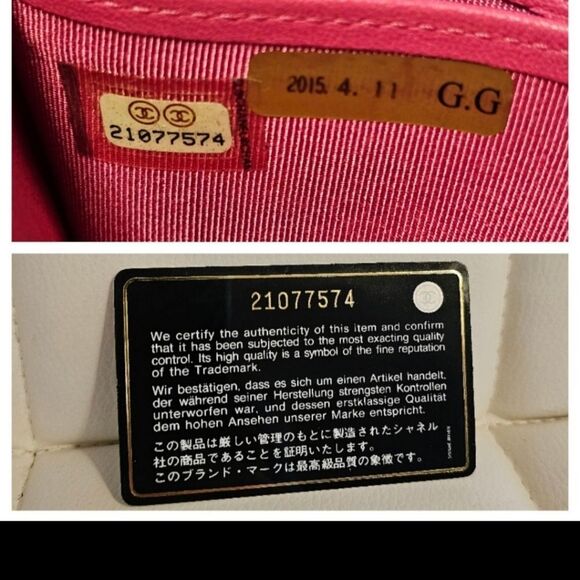 21077574
2015. 4. 11 G.G
21077574
We certify the authenticity of this item and confirm
that it has been subjected to the most exacting quality
control. Its high quality is a symbol of the fine reputation
of the Trademark.
Wir bestätigen, dass es sich um einen Artikel handelt,
der während seiner Herstellung strengsten Kontrollen
unterworfen war, und dessen erstklassige Qualität
dem hohen Ansehen unserer Marke entspricht.
この製品は厳しい管理のもとに製造されたシャネル
社の商品であることを証明いたします。
このブランド・マークは最高級品質の象徴です。